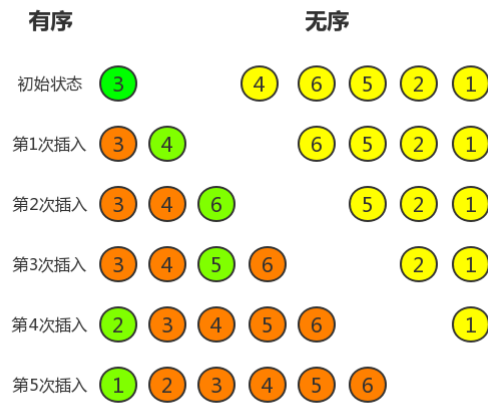 有序 无序
初始状态 3 4 6 5 2 1
第1次插入 3 4 6 5 2 1
第2次插入 3 4 6 5 2 1
第3次插入 3 4 5 6 2 1
第4次插入 2 3 4 5 6 1
第5次插入 1 2 3 4 5 6